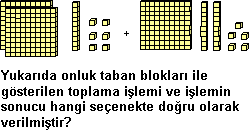 +
Yukarıda onluk taban blokları ile
gösterilen toplama işlemi ve işlemin
sonucu hangi seçenekte doğru olarak
verilmiştir?